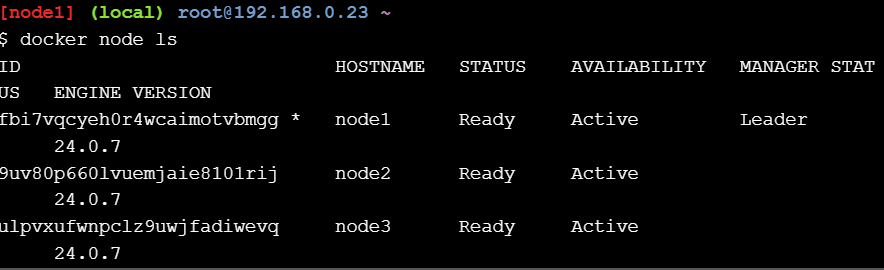 [node1] (local) root@192.168.0.23 ~
$ docker node ls
ID                            HOSTNAME   STATUS    AVAILABILITY   MANAGER STAT
US   ENGINE VERSION
fbi7vqcyeh0r4wcaimotvbmgg *   node1      Ready     Active         Leader
     24.0.7
9uv80p660lvuemjaie8101rij     node2      Ready     Active
     24.0.7
ulpvxufwnpclz9uwjfadiwevq     node3      Ready     Active
     24.0.7